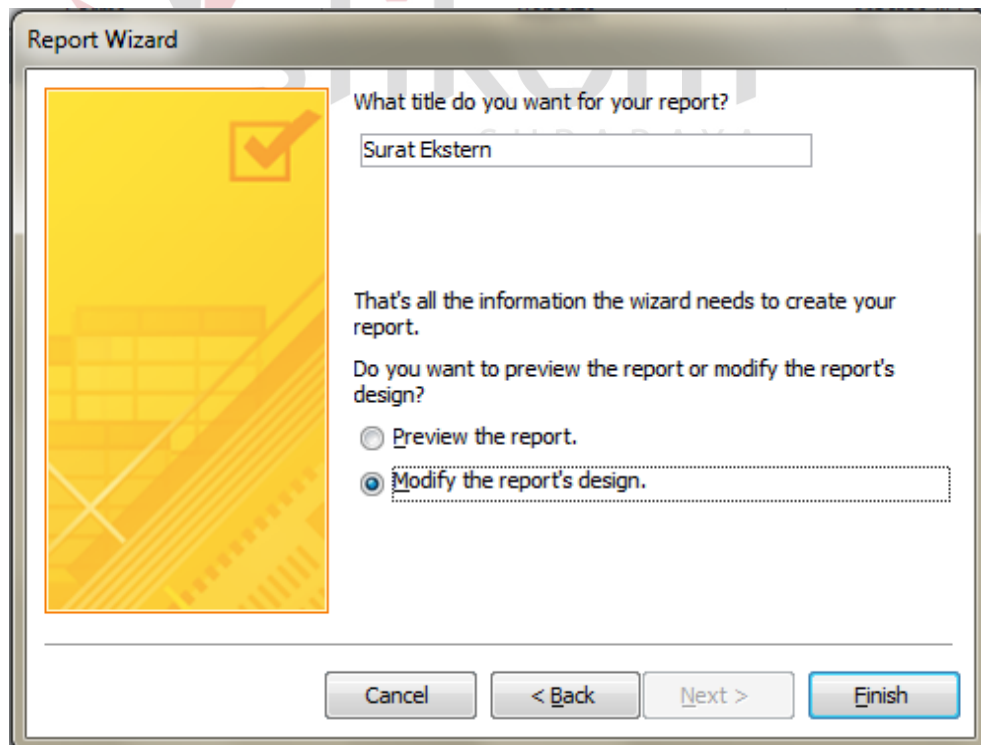 Report Wizard
What title do you want for your report?
SURABAYA
Surat Ekstern
That's all the information the wizard needs to create your
report.
Do you want to preview the report or modify the report's
design?
Preview the report.
Modify the report's design.
Cancel
< Back
Next >
Finish